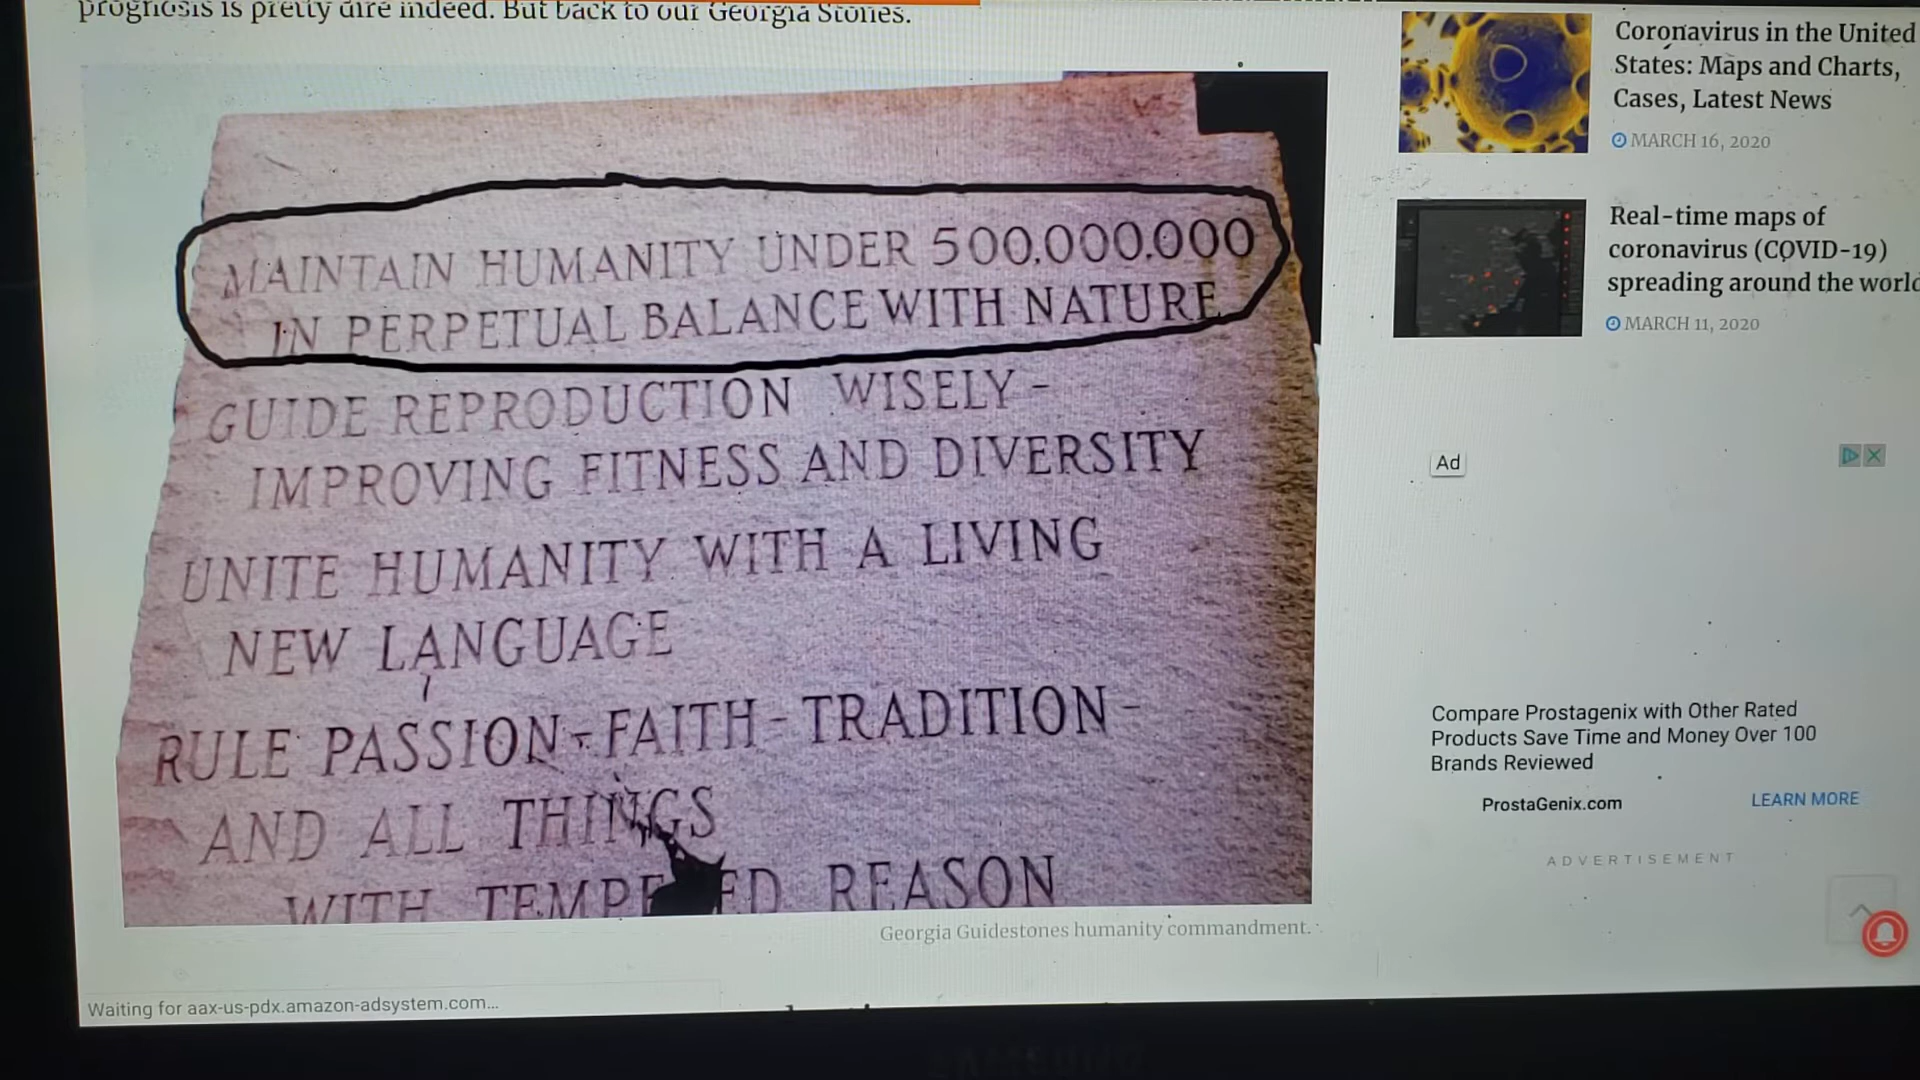 prognosis is pretty dire indeed. But back to our Georgia Stones.
MAINTAIN HUMANITY UNDER 500,000,000
IN PERPETUAL BALANCE WITH NATURE
GUIDE REPRODUCTION WISELY -
IMPROVING FITNESS AND DIVERSITY
UNITE HUMANITY WITH A LIVING
NEW LANGUAGE
RULE PASSION - FAITH - TRADITION -
AND ALL THINGS
WITH TEMPERED REASON
Georgia Guidestones humanity commandment.
Coronavirus in the United
States: Maps and Charts,
Cases, Latest News
MARCH 16, 2020
Real-time maps of
coronavirus (COVID-19)
spreading around the world
MARCH 11, 2020
Ad
Compare Prostagenix with Other Rated
Products Save Time and Money Over 100
Brands Reviewed
ProstaGenix.com
LEARN MORE
ADVERTISEMENT
Waiting for aax-us-pdx.amazon-adsystem.com...
SAMSUNG